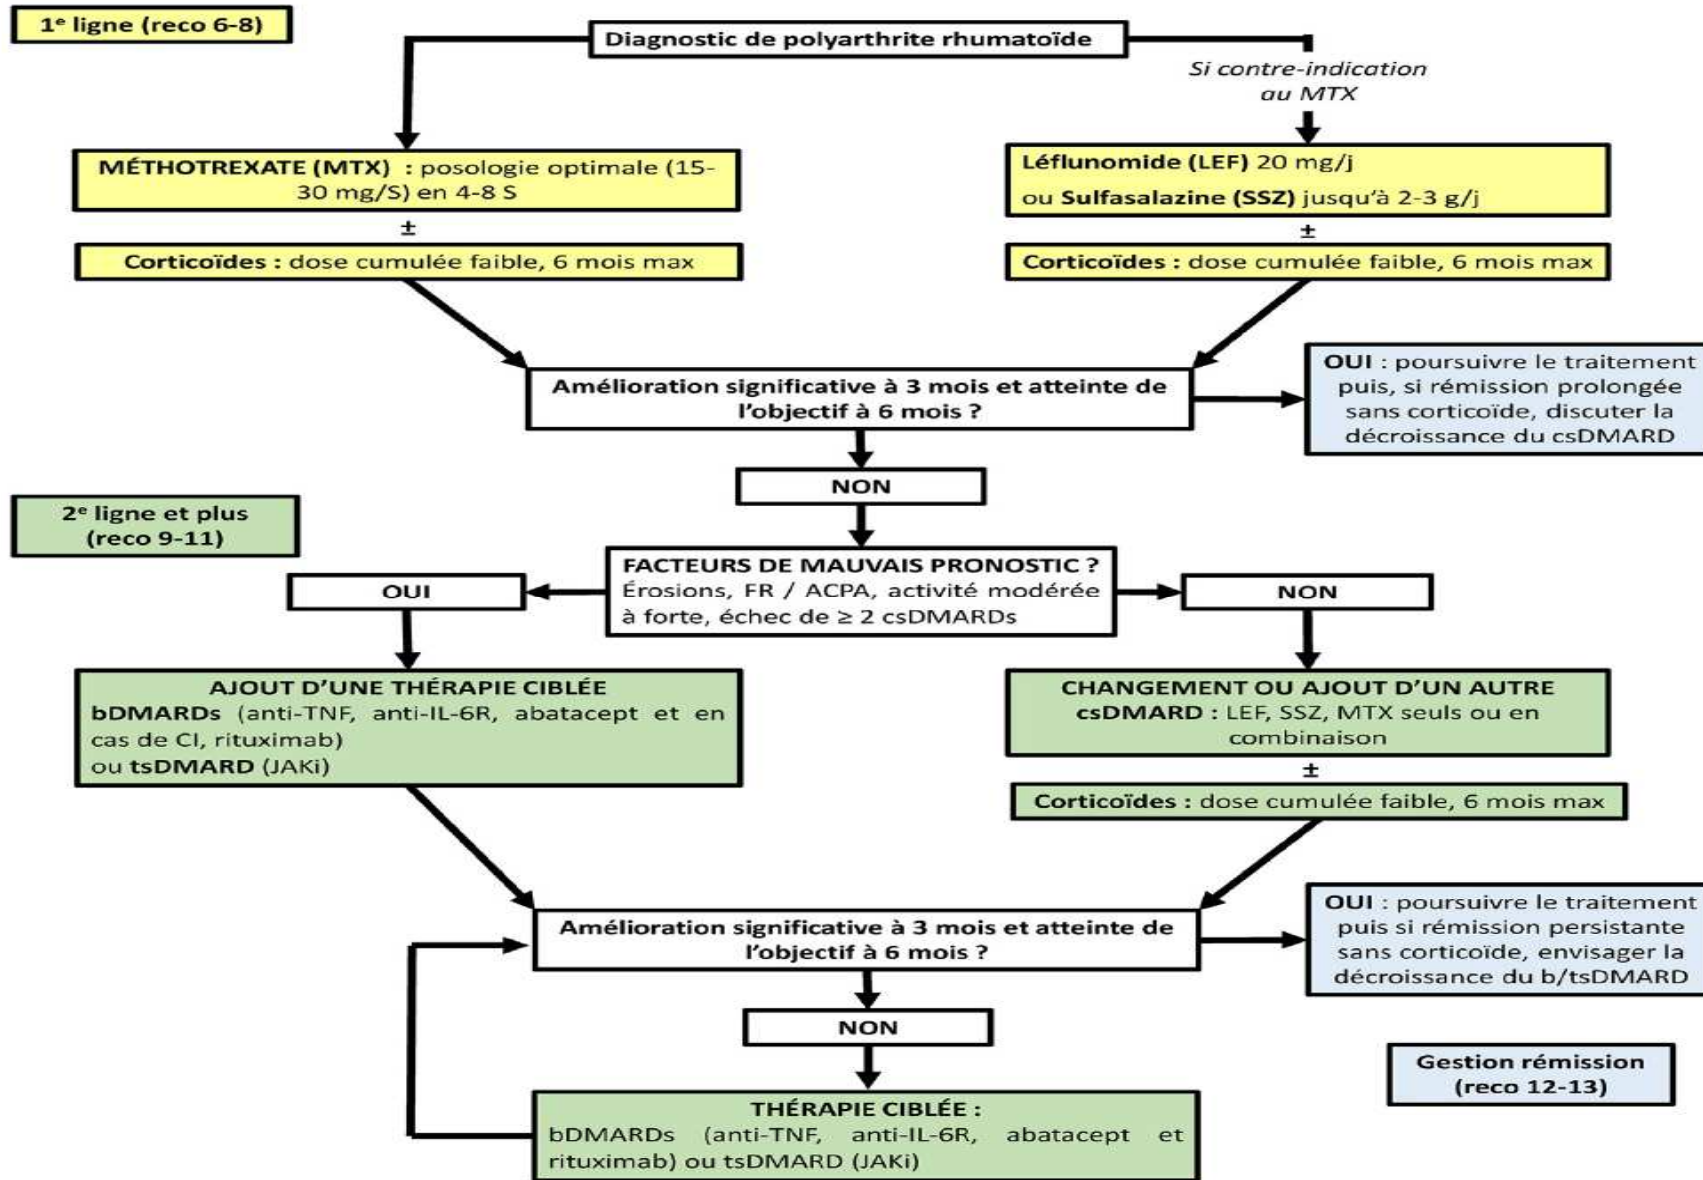 1e ligne (reco 6-8)
Diagnostic de polyarthrite rhumatoïde
Si contre-indication
au MTX
MÉTHOTREXATE (MTX) : posologie optimale (15-
30 mg/S) en 4-8 S
±
Corticoïdes : dose cumulée faible, 6 mois max
Léflunomide (LEF) 20 mg/j
ou Sulfasalazine (SSZ) jusqu'à 2-3 g/j
±
Corticoïdes : dose cumulée faible, 6 mois max
Amélioration significative à 3 mois et atteinte de
l'objectif à 6 mois ?
OUI : poursuivre le traitement
puis, si rémission prolongée
sans corticoïde, discuter la
décroissance du csDMARD
NON
2e ligne et plus
(reco 9-11)
FACTEURS DE MAUVAIS PRONOSTIC ?
Érosions, FR / ACPA, activité modérée
à forte, échec de ≥ 2 csDMARDs
OUI
NON
AJOUT D'UNE THÉRAPIE CIBLÉE
bDMARDs (anti-TNF, anti-IL-6R, abatacept et en
cas de CI, rituximab)
ou tsDMARD (JAKi)
CHANGEMENT OU AJOUT D'UN AUTRE
csDMARD : LEF, SSZ, MTX seuls ou en
combinaison
±
Corticoïdes : dose cumulée faible, 6 mois max
Amélioration significative à 3 mois et atteinte de
l'objectif à 6 mois ?
OUI : poursuivre le traitement
puis si rémission persistante
sans corticoïde, envisager la
décroissance du b/tsDMARD
NON
Gestion rémission
(reco 12-13)
THÉRAPIE CIBLÉE :
bDMARDs (anti-TNF, anti-IL-6R, abatacept et
rituximab) ou tsDMARD (JAKi)